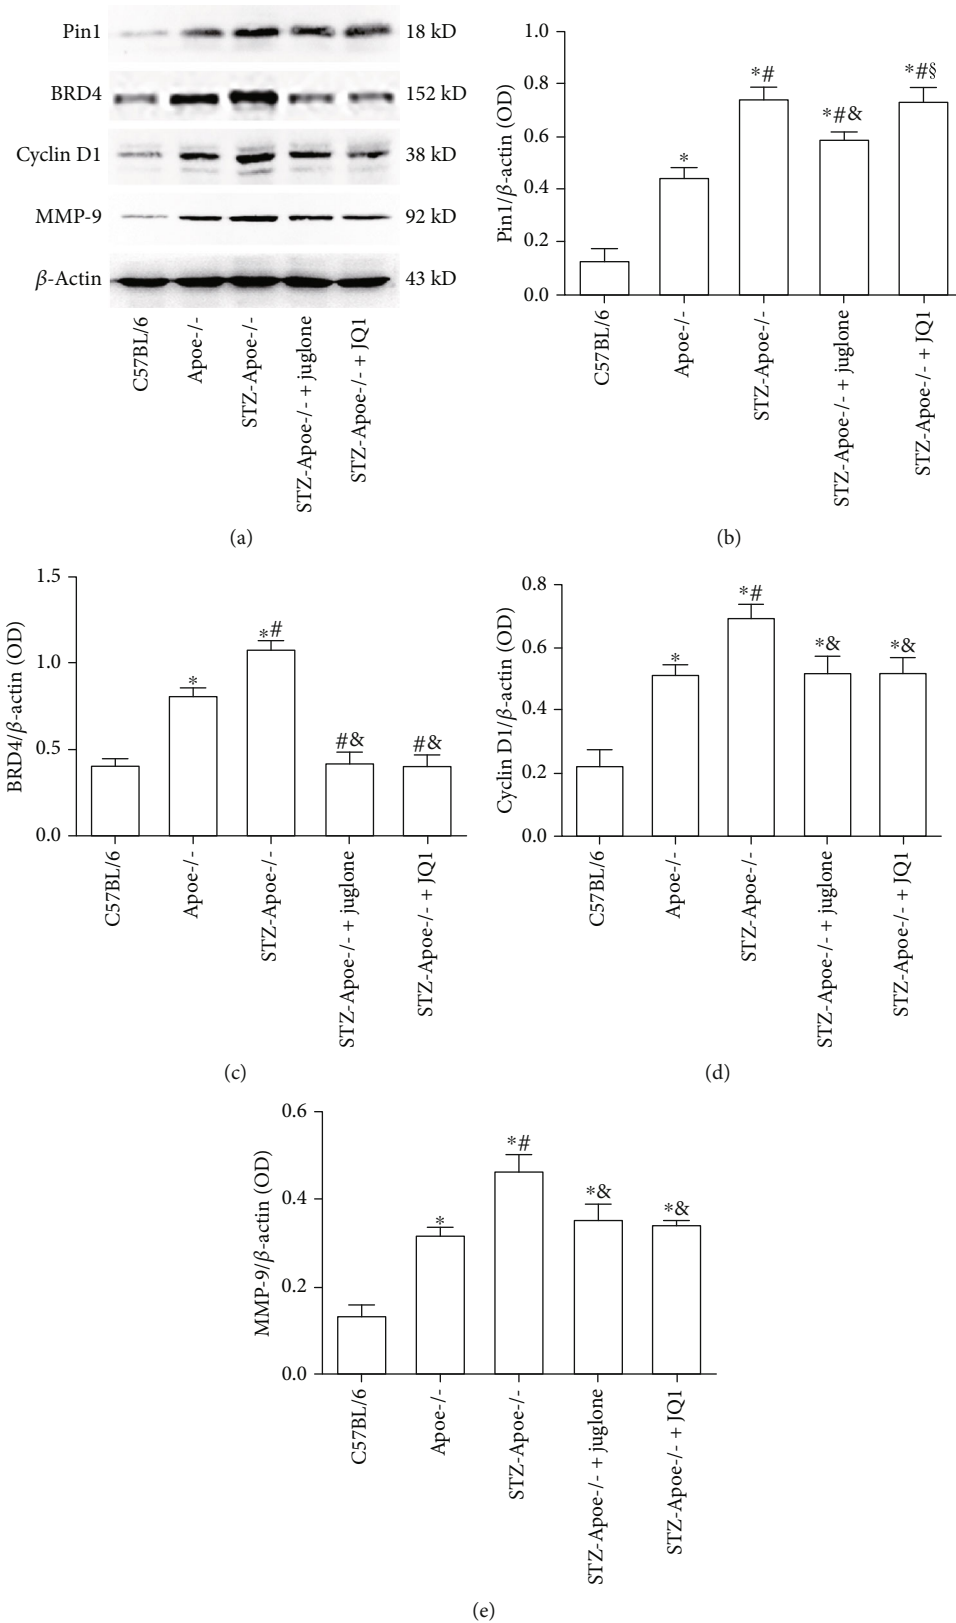 Pin1 18 kD
BRD4 152 kD
Cyclin D1 38 kD
MMP-9 92 kD
β-Actin 43 kD
C57BL/6
Apoe-/-
STZ-Apoe-/-
STZ-Apoe-/- + juglone
STZ-Apoe-/- + JQ1
(a)
Pin1/β-actin (OD)
1.0
0.8
0.6
0.4
0.2
0.0
*
*#
*#&
*#§
C57BL/6
Apoe-/-
STZ-Apoe-/-
STZ-Apoe-/- + juglone
STZ-Apoe-/- + JQ1
(b)
BRD4/β-actin (OD)
1.5
1.0
0.5
0.0
*
*#
#&
#&
C57BL/6
Apoe-/-
STZ-Apoe-/-
STZ-Apoe-/- + juglone
STZ-Apoe-/- + JQ1
(c)
Cyclin D1/β-actin (OD)
0.8
0.6
0.4
0.2
0.0
*
*#
*&
*&
C57BL/6
Apoe-/-
STZ-Apoe-/-
STZ-Apoe-/- + juglone
STZ-Apoe-/- + JQ1
(d)
MMP-9/β-actin (OD)
0.6
0.4
0.2
0.0
*
*#
*&
*&
C57BL/6
Apoe-/-
STZ-Apoe-/-
STZ-Apoe-/- + juglone
STZ-Apoe-/- + JQ1
(e)